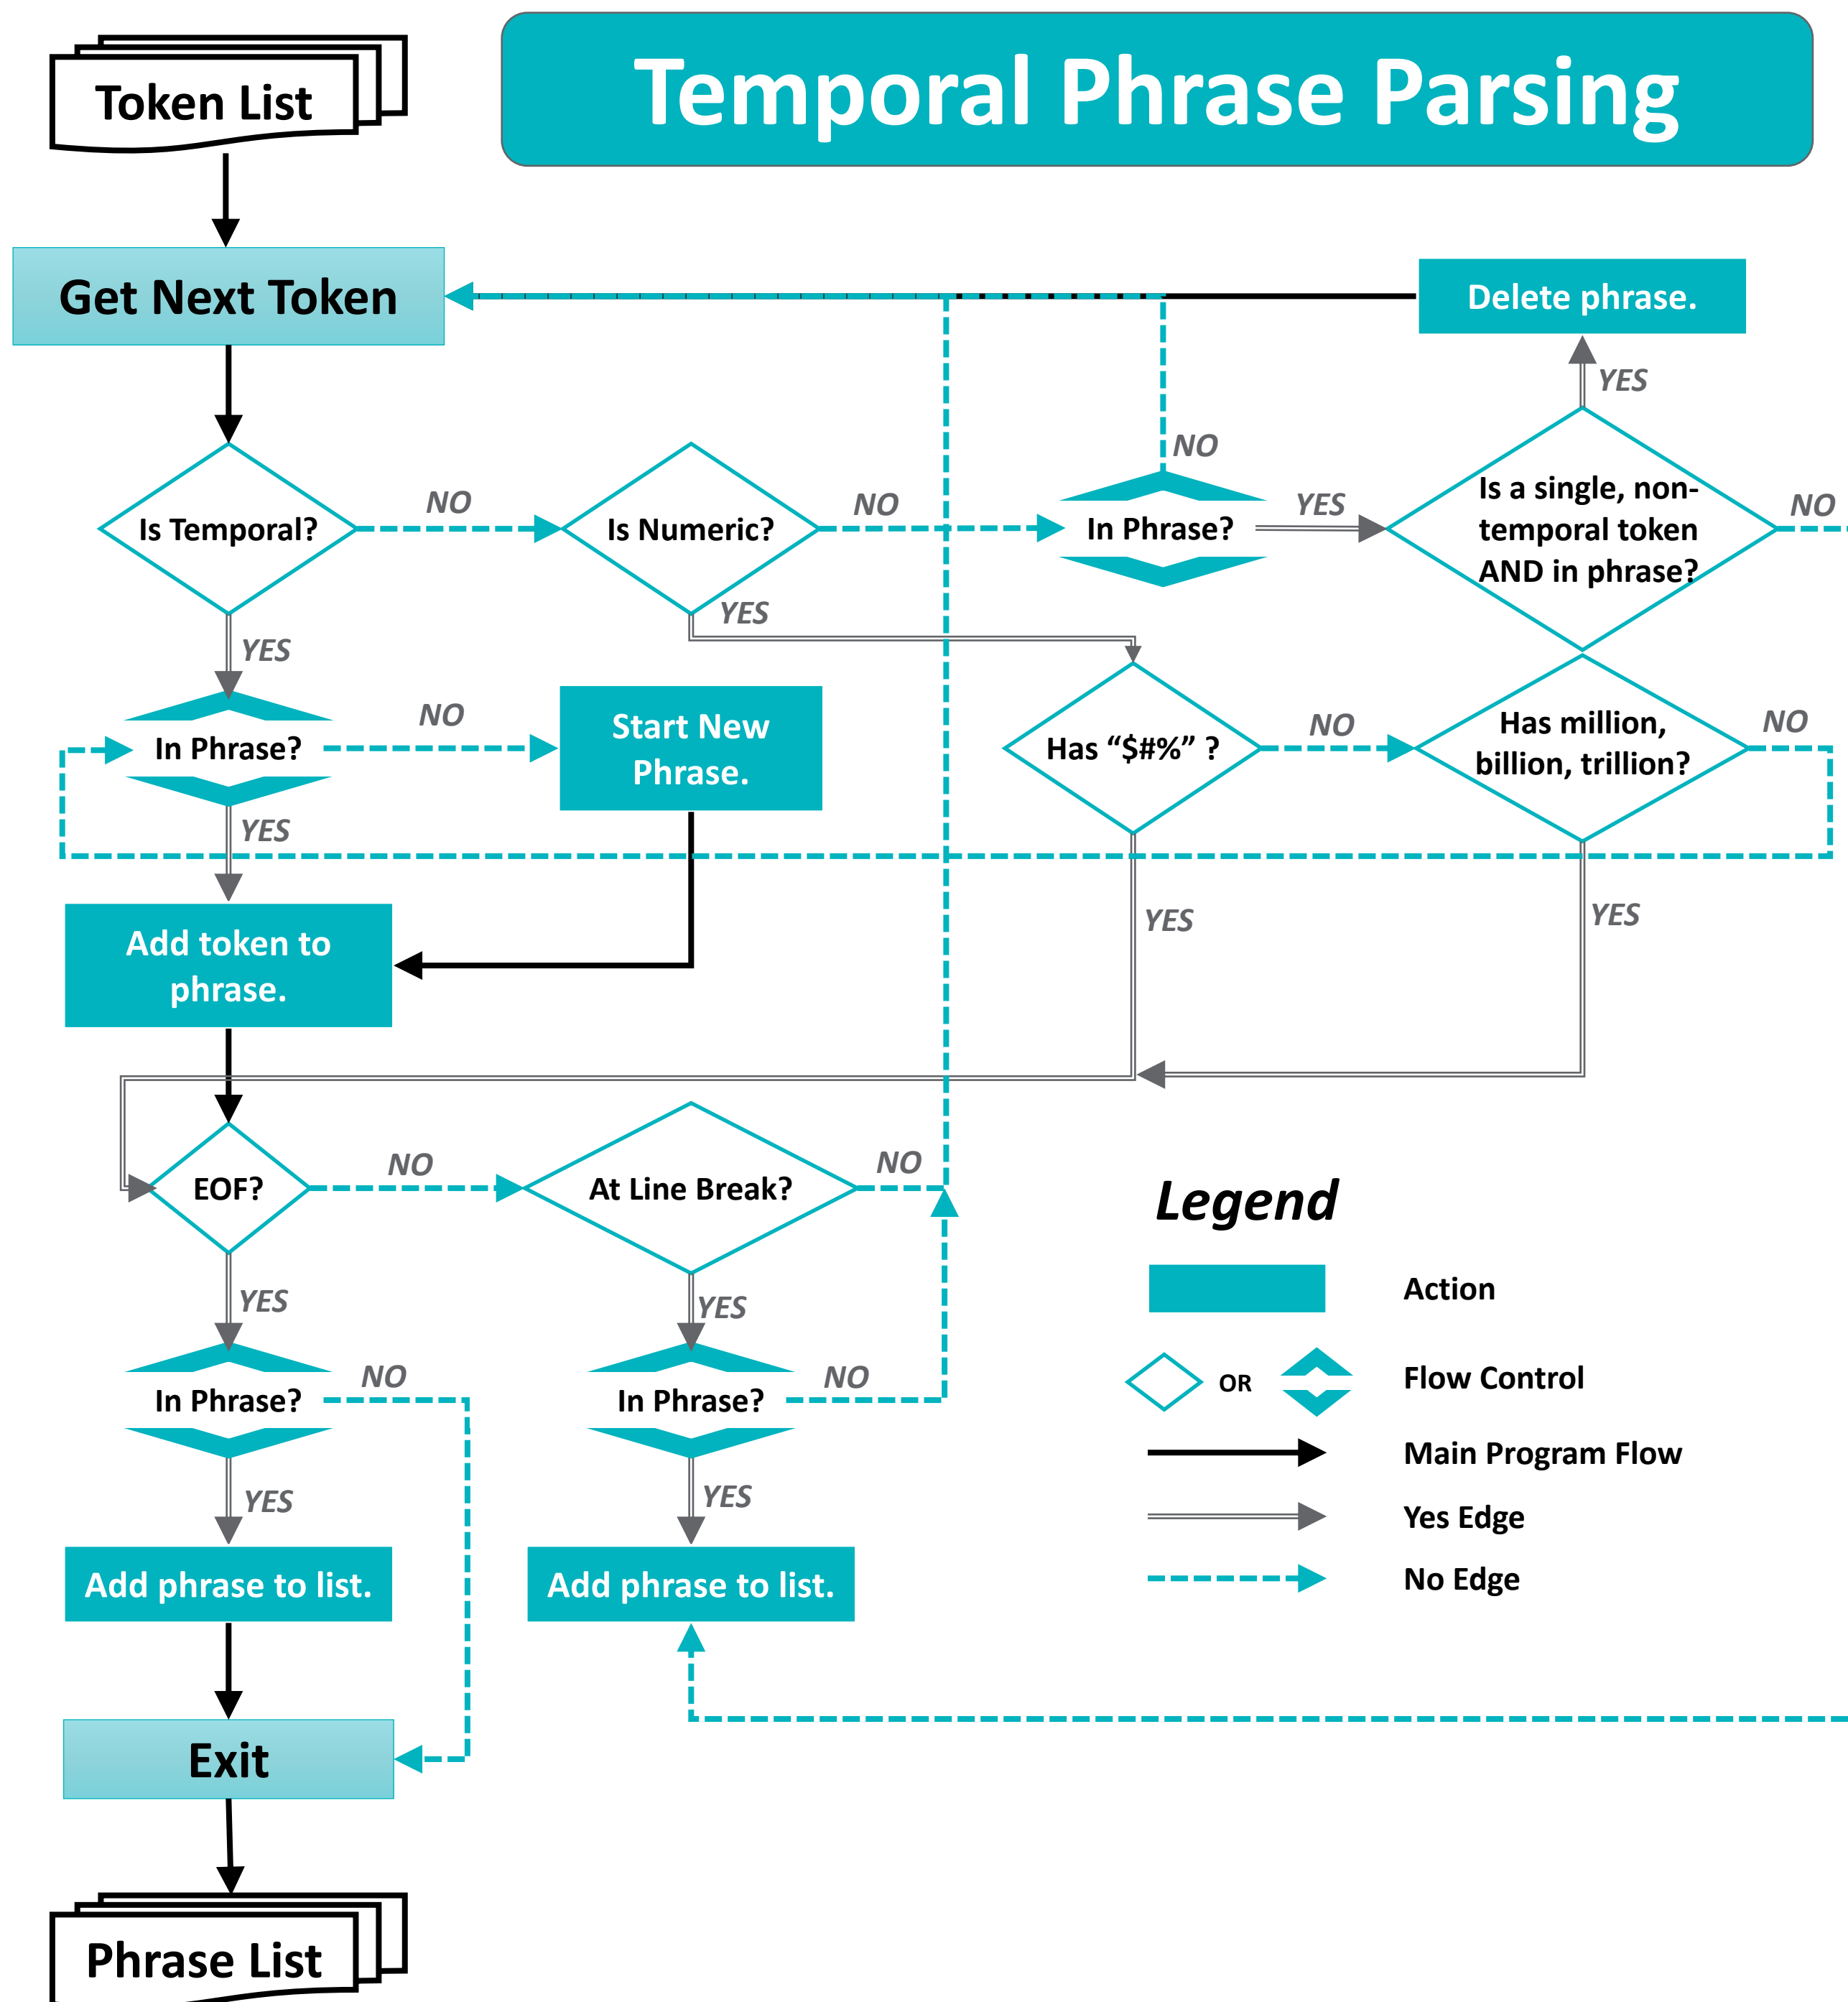 Temporal Phrase Parsing
Token List
Get Next Token
Delete phrase.
YES
Is Temporal?
NO
Is Numeric?
NO
In Phrase?
NO
YES
Is a single, non-
temporal token
AND in phrase?
NO
YES
YES
In Phrase?
NO
Start New
Phrase.
Has “$#%” ?
NO
Has million,
billion, trillion?
NO
YES
YES
YES
Add token to
phrase.
EOF?
NO
At Line Break?
NO
YES
YES
In Phrase?
NO
In Phrase?
NO
YES
YES
Add phrase to list.
Add phrase to list.
Exit
Phrase List
Legend
Action
OR
Flow Control
Main Program Flow
Yes Edge
No Edge